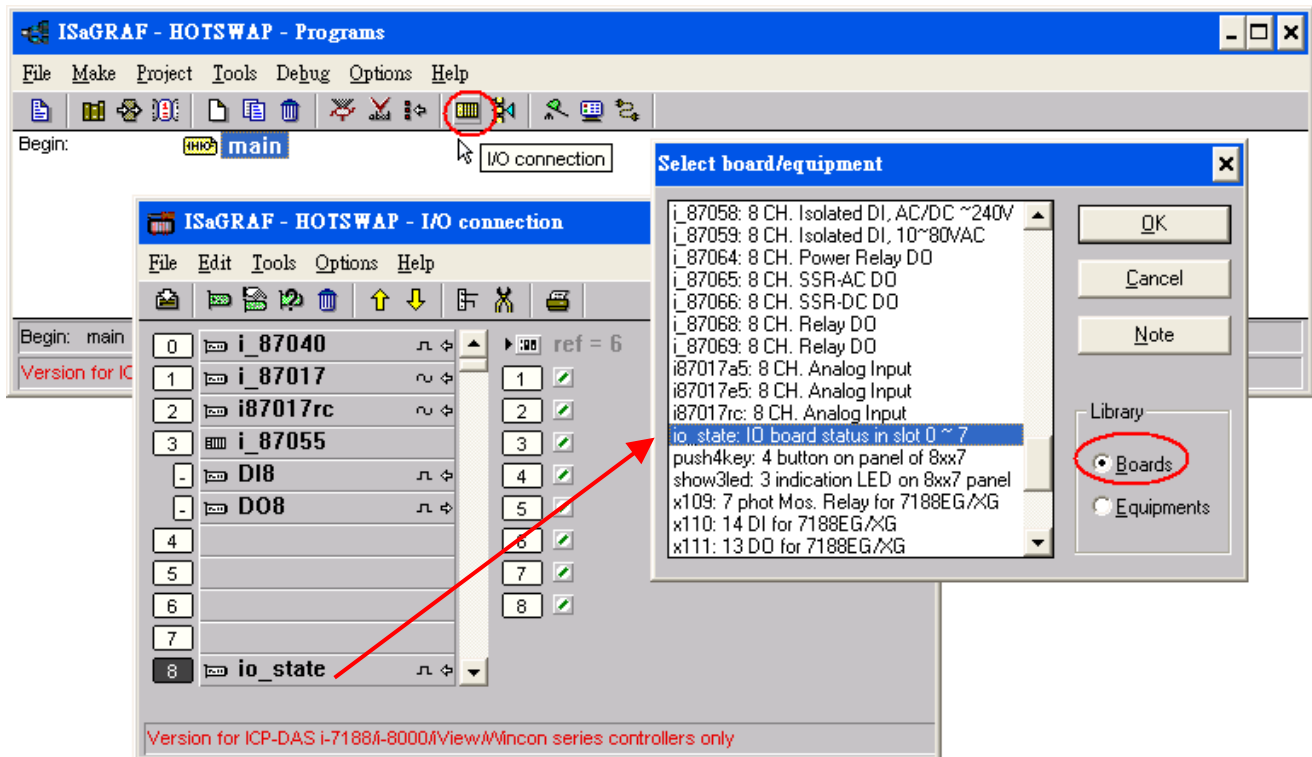 ISaGRAF - HOTSWAP - Programs
File Make Project Tools Debug Options Help
Begin: main
I/O connection
Begin: main
Version for IC
ISaGRAF - HOTSWAP - I/O connection
File Edit Tools Options Help
0 i_87040
1 i_87017
2 i87017rc
3 i_87055
- DI8
- DO8
4
5
6
7
8 io_state
ref = 6
1
2
3
4
5
6
7
8
Version for ICP-DAS i-7188/i-8000/iView/Wincon series controllers only
Select board/equipment
i_87058: 8 CH. Isolated DI, AC/DC ~240V
i_87059: 8 CH. Isolated DI, 10~80VAC
i_87064: 8 CH. Power Relay DO
i_87065: 8 CH. SSR-AC DO
i_87066: 8 CH. SSR-DC DO
i_87068: 8 CH. Relay DO
i_87069: 8 CH. Relay DO
i87017a5: 8 CH. Analog Input
i87017e5: 8 CH. Analog Input
i87017rc: 8 CH. Analog Input
io_state: IO board status in slot 0 ~ 7
push4key: 4 button on panel of 8xx7
show3led: 3 indication LED on 8xx7 panel
x109: 7 phot Mos. Relay for 7188EG/XG
x110: 14 DI for 7188EG/XG
x111: 13 DO for 7188EG/XG
OK
Cancel
Note
Library
Boards
Equipments